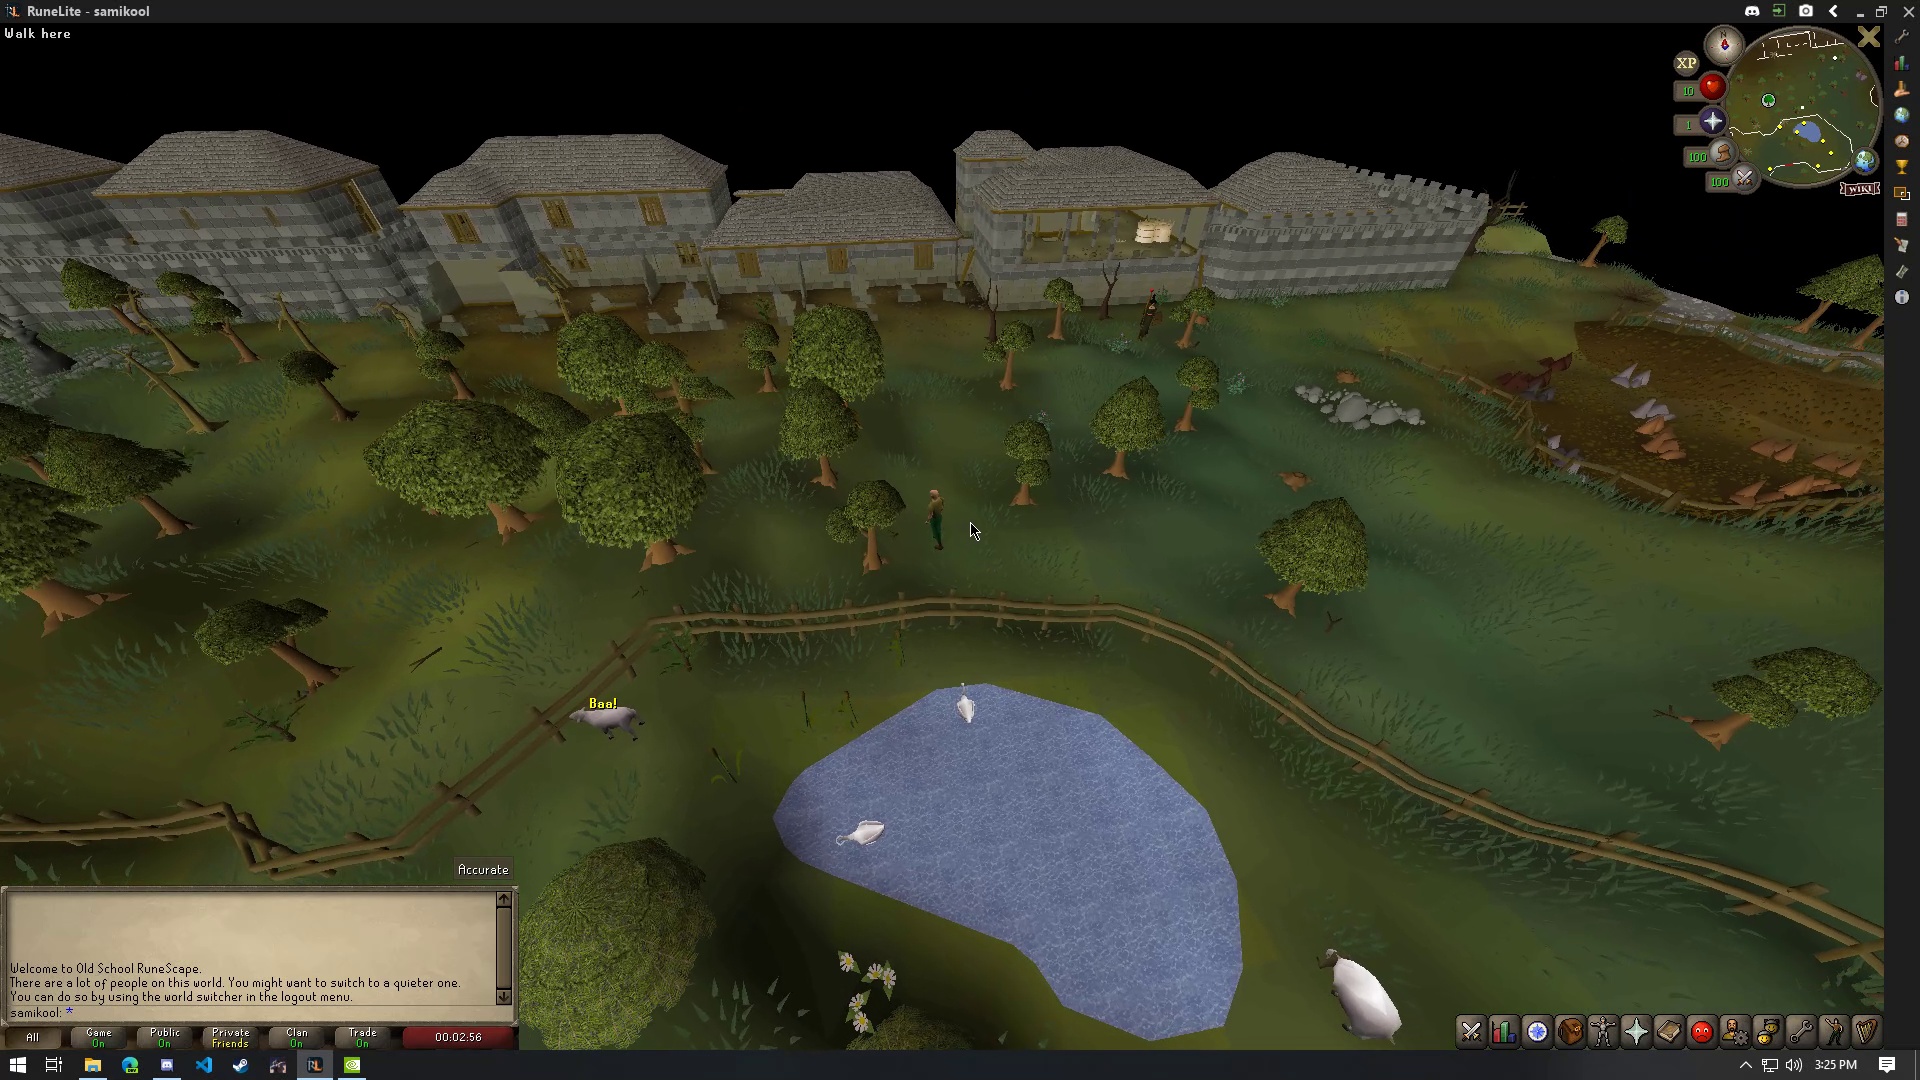 RuneLite - samikool
Walk here
N
XP
10
1
100
100
WIKI
Baa!
Accurate
Welcome to Old School RuneScape.
There are a lot of people on this world. You might want to switch to a quieter one.
You can do so by using the world switcher in the logout menu.
samikool: *
All
Game
On
Public
On
Private
Friends
Clan
On
Trade
On
00:02:56
3:25 PM